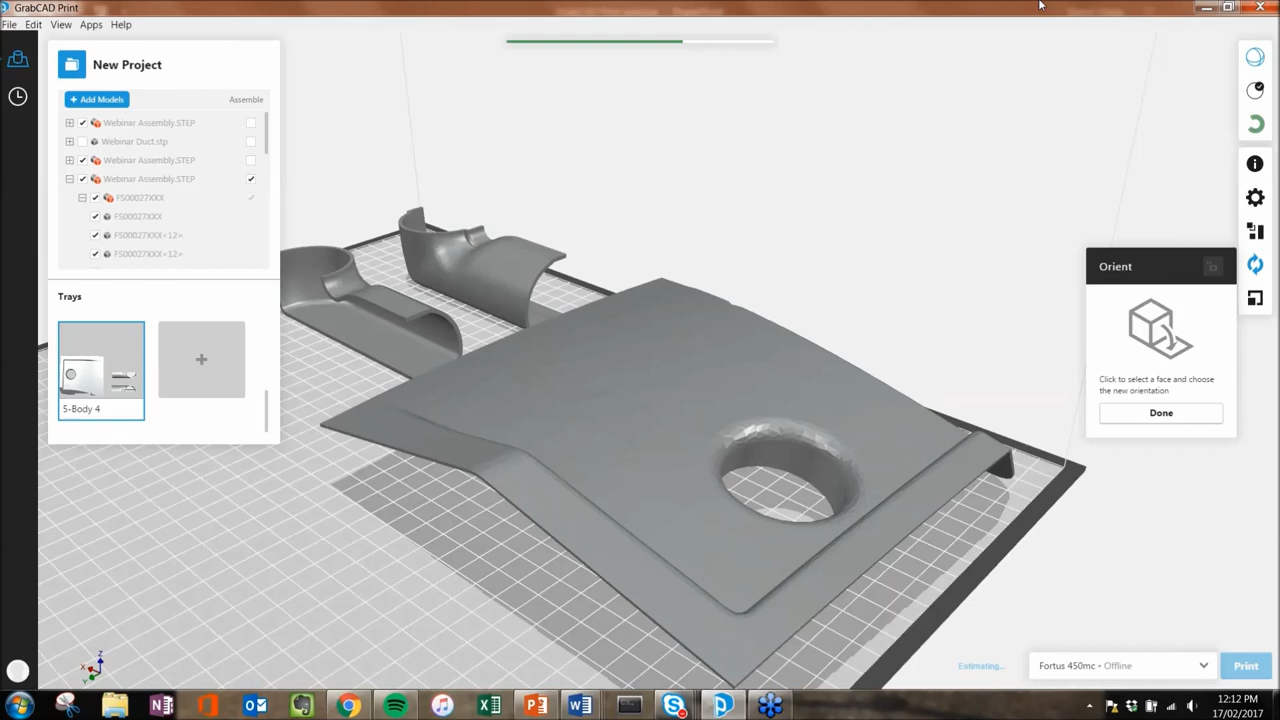 GrabCAD Print
File Edit View Apps Help
New Project
+ Add Models
Assemble
Webinar Assembly.STEP
Webinar Duct.stp
Webinar Assembly.STEP
Webinar Assembly.STEP
FS00027XXX
FS00027XXX
FS00027XXX<12>
FS00027XXX<12>
Trays
5-Body 4
Orient
Click to select a face and choose
the new orientation
Done
Estimating...
Fortus 450mc • Offline
Print
12:12 PM
17/02/2017